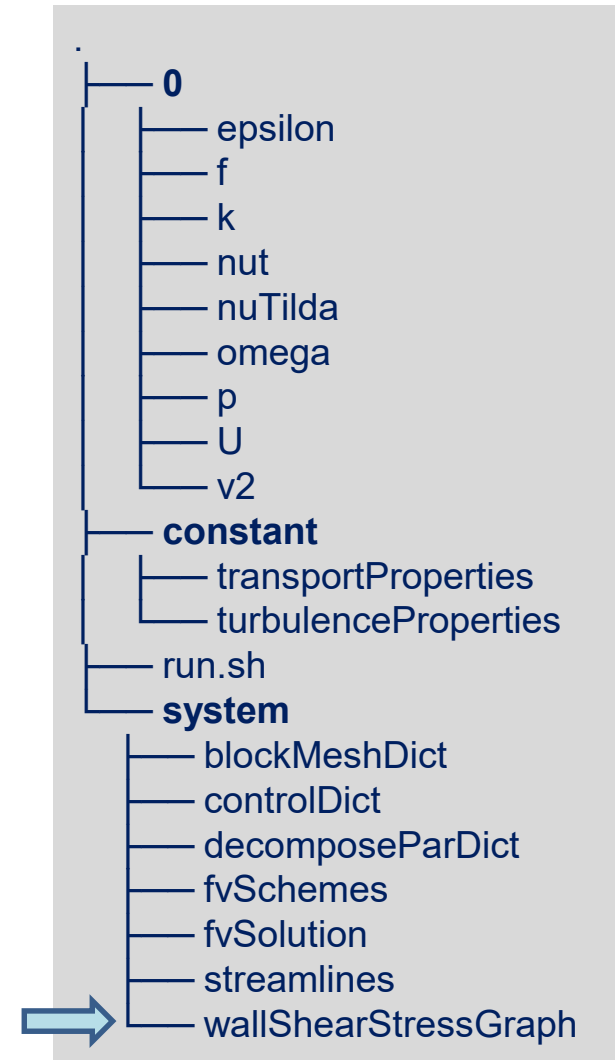 .
├── 0
│   ├── epsilon
│   ├── f
│   ├── k
│   ├── nut
│   ├── nuTilda
│   ├── omega
│   ├── p
│   ├── U
│   └── v2
├── constant
│   ├── transportProperties
│   └── turbulenceProperties
├── run.sh
└── system
    ├── blockMeshDict
    ├── controlDict
    ├── decomposeParDict
    ├── fvSchemes
    ├── fvSolution
    ├── streamlines
    └── wallShearStressGraph